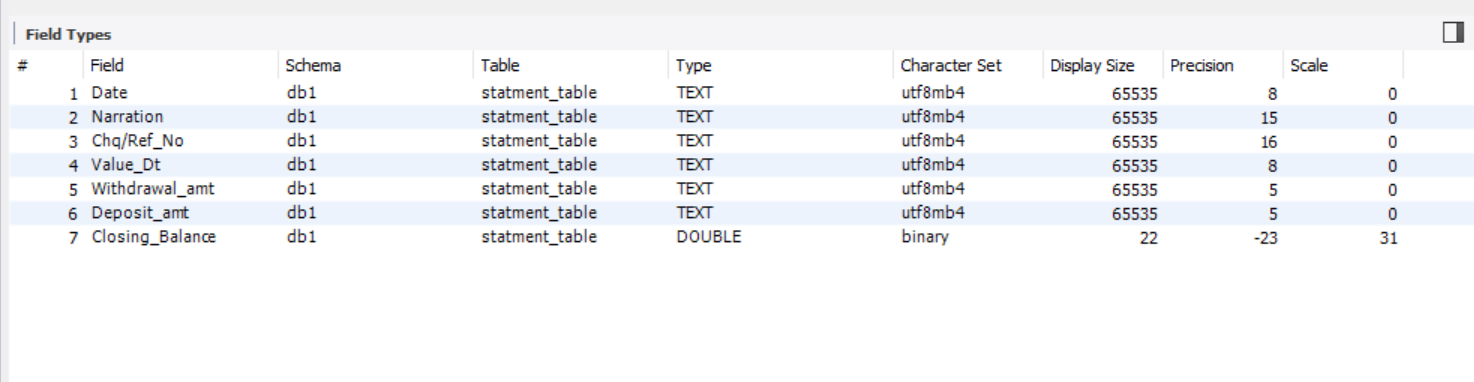 Field Types
# Field Schema Table Type Character Set Display Size Precision Scale
1 Date db1 statment_table TEXT utf8mb4 65535 8 0
2 Narration db1 statment_table TEXT utf8mb4 65535 15 0
3 Chq/Ref_No db1 statment_table TEXT utf8mb4 65535 16 0
4 Value_Dt db1 statment_table TEXT utf8mb4 65535 8 0
5 Withdrawal_amt db1 statment_table TEXT utf8mb4 65535 5 0
6 Deposit_amt db1 statment_table TEXT utf8mb4 65535 5 0
7 Closing_Balance db1 statment_table DOUBLE binary 22 -23 31